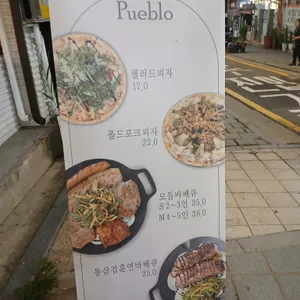 Pueblo
샐러드피자
17,0
폴드포크파자
22,0
모듬바베큐
S 2~3인 25,0
M 4~5인 36,0
통삼겹훈연바베큐
25,0